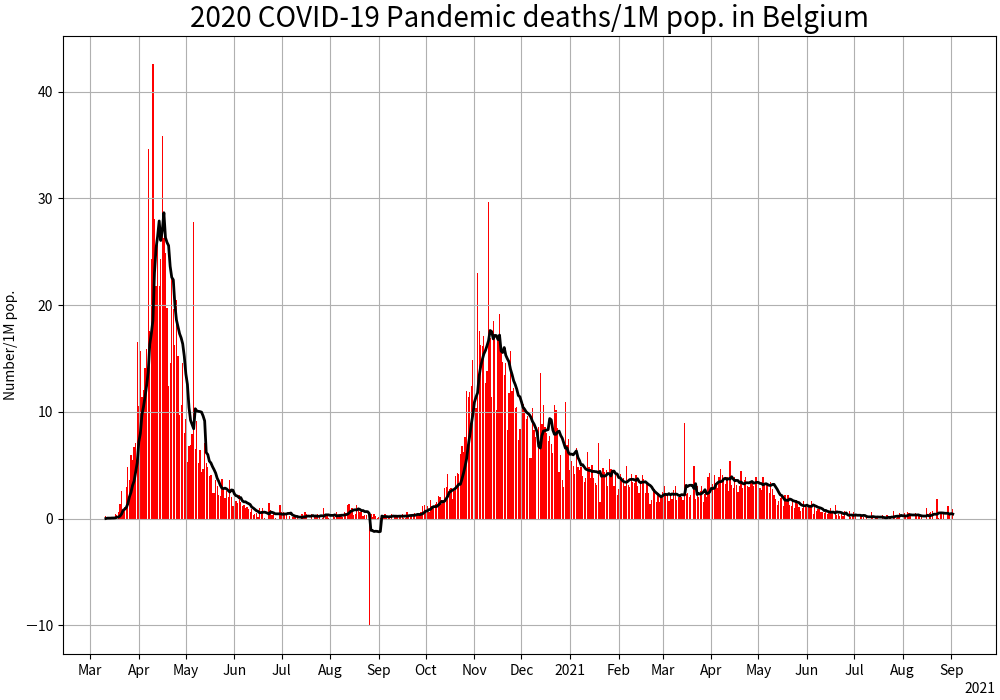 2020 COVID-19 Pandemic deaths/1M pop. in Belgium
Number/1M pop.
40
30
20
10
0
−10
Mar Apr May Jun Jul Aug Sep Oct Nov Dec 2021 Feb Mar Apr May Jun Jul Aug Sep
2021